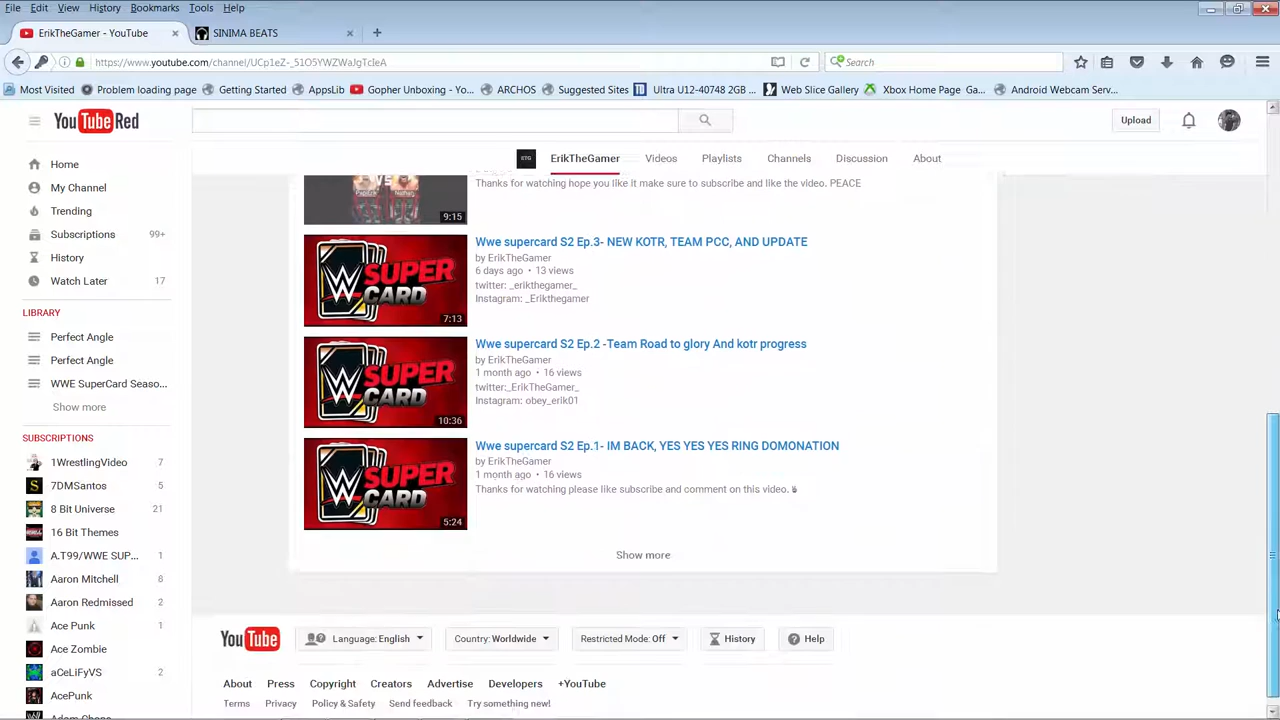 File Edit View History Bookmarks Tools Help
ErikTheGamer - YouTube
SINIMA BEATS
https://www.youtube.com/channel/UCp1eZ-_51O5YWZWaJgTcIeA
Search
Most Visited Problem loading page Getting Started AppsLib Gopher Unboxing - Yo... ARCHOS Suggested Sites Ultra U12-40748 2GB ... Web Slice Gallery Xbox Home Page Ga... Android Webcam Serv...
YouTube Red
Upload
ErikTheGamer Videos Playlists Channels Discussion About
Home
My Channel
Trending
Subscriptions 99+
History
Watch Later 17
LIBRARY
Perfect Angle
Perfect Angle
WWE SuperCard Seaso...
Show more
SUBSCRIPTIONS
1WrestlingVideo 7
7DMSantos 5
8 Bit Universe 21
16 Bit Themes
A.T99/WWE SUP... 1
Aaron Mitchell 8
Aaron Redmissed 2
Ace Punk 1
Ace Zombie
aCeLiFyVS 2
AcePunk
Thanks for watching hope you like it make sure to subscribe and like the video. PEACE
9:15
SUPER
CARD
7:13
Wwe supercard S2 Ep.3- NEW KOTR, TEAM PCC, AND UPDATE
by ErikTheGamer
6 days ago • 13 views
twitter: _erikthegamer_
Instagram: _Erikthegamer
SUPER
CARD
10:36
Wwe supercard S2 Ep.2 -Team Road to glory And kotr progress
by ErikTheGamer
1 month ago • 16 views
twitter:_ErikTheGamer_
Instagram: obey_erik01
SUPER
CARD
5:24
Wwe supercard S2 Ep.1- IM BACK, YES YES YES RING DOMONATION
by ErikTheGamer
1 month ago • 16 views
Thanks for watching please like subscribe and comment on this video.
Show more
YouTube
Language: English
Country: Worldwide
Restricted Mode: Off
History
Help
About Press Copyright Creators Advertise Developers +YouTube
Terms Privacy Policy & Safety Send feedback Try something new!